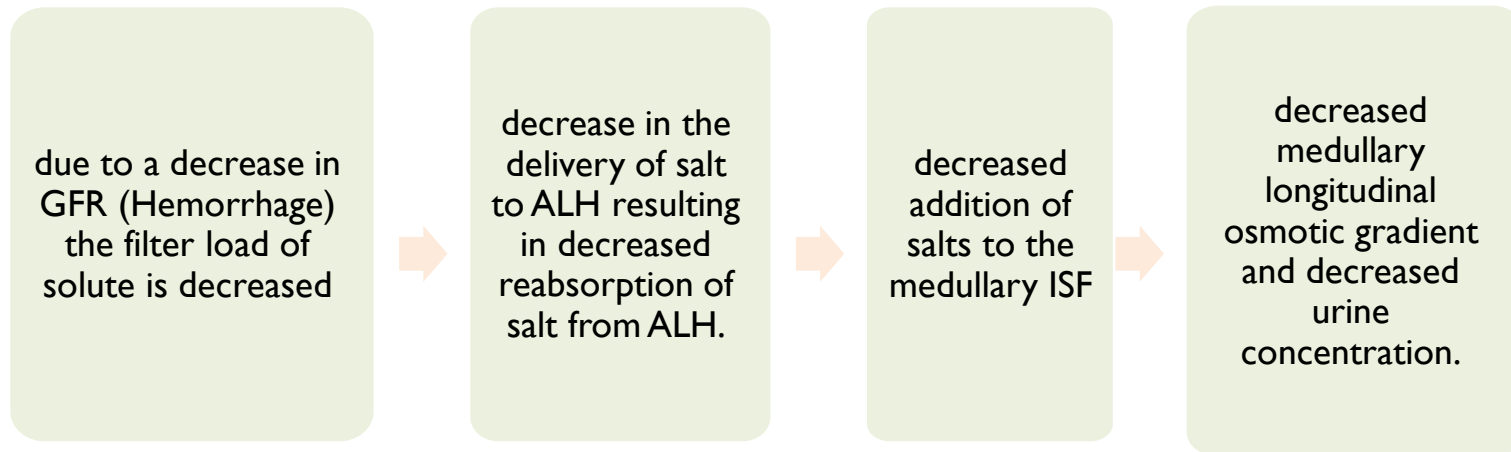 due to a decrease in
GFR (Hemorrhage)
the filter load of
solute is decreased
decrease in the
delivery of salt
to ALH resulting
in decreased
reabsorption of
salt from ALH.
decreased
addition of
salts to the
medullary ISF
decreased
medullary
longitudinal
osmotic gradient
and decreased
urine
concentration.